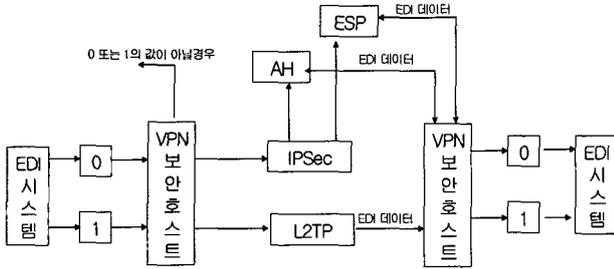 EDI 데이터
ESP
0 또는 1의 값이 아닐경우
AH
EDI 데이터
EDI
시
스
템
0
1
VPN
보
안
호
스
트
IPSec
L2TP
EDI 데이터
VPN
보
안
호
스
트
0
1
EDI
시
스
템